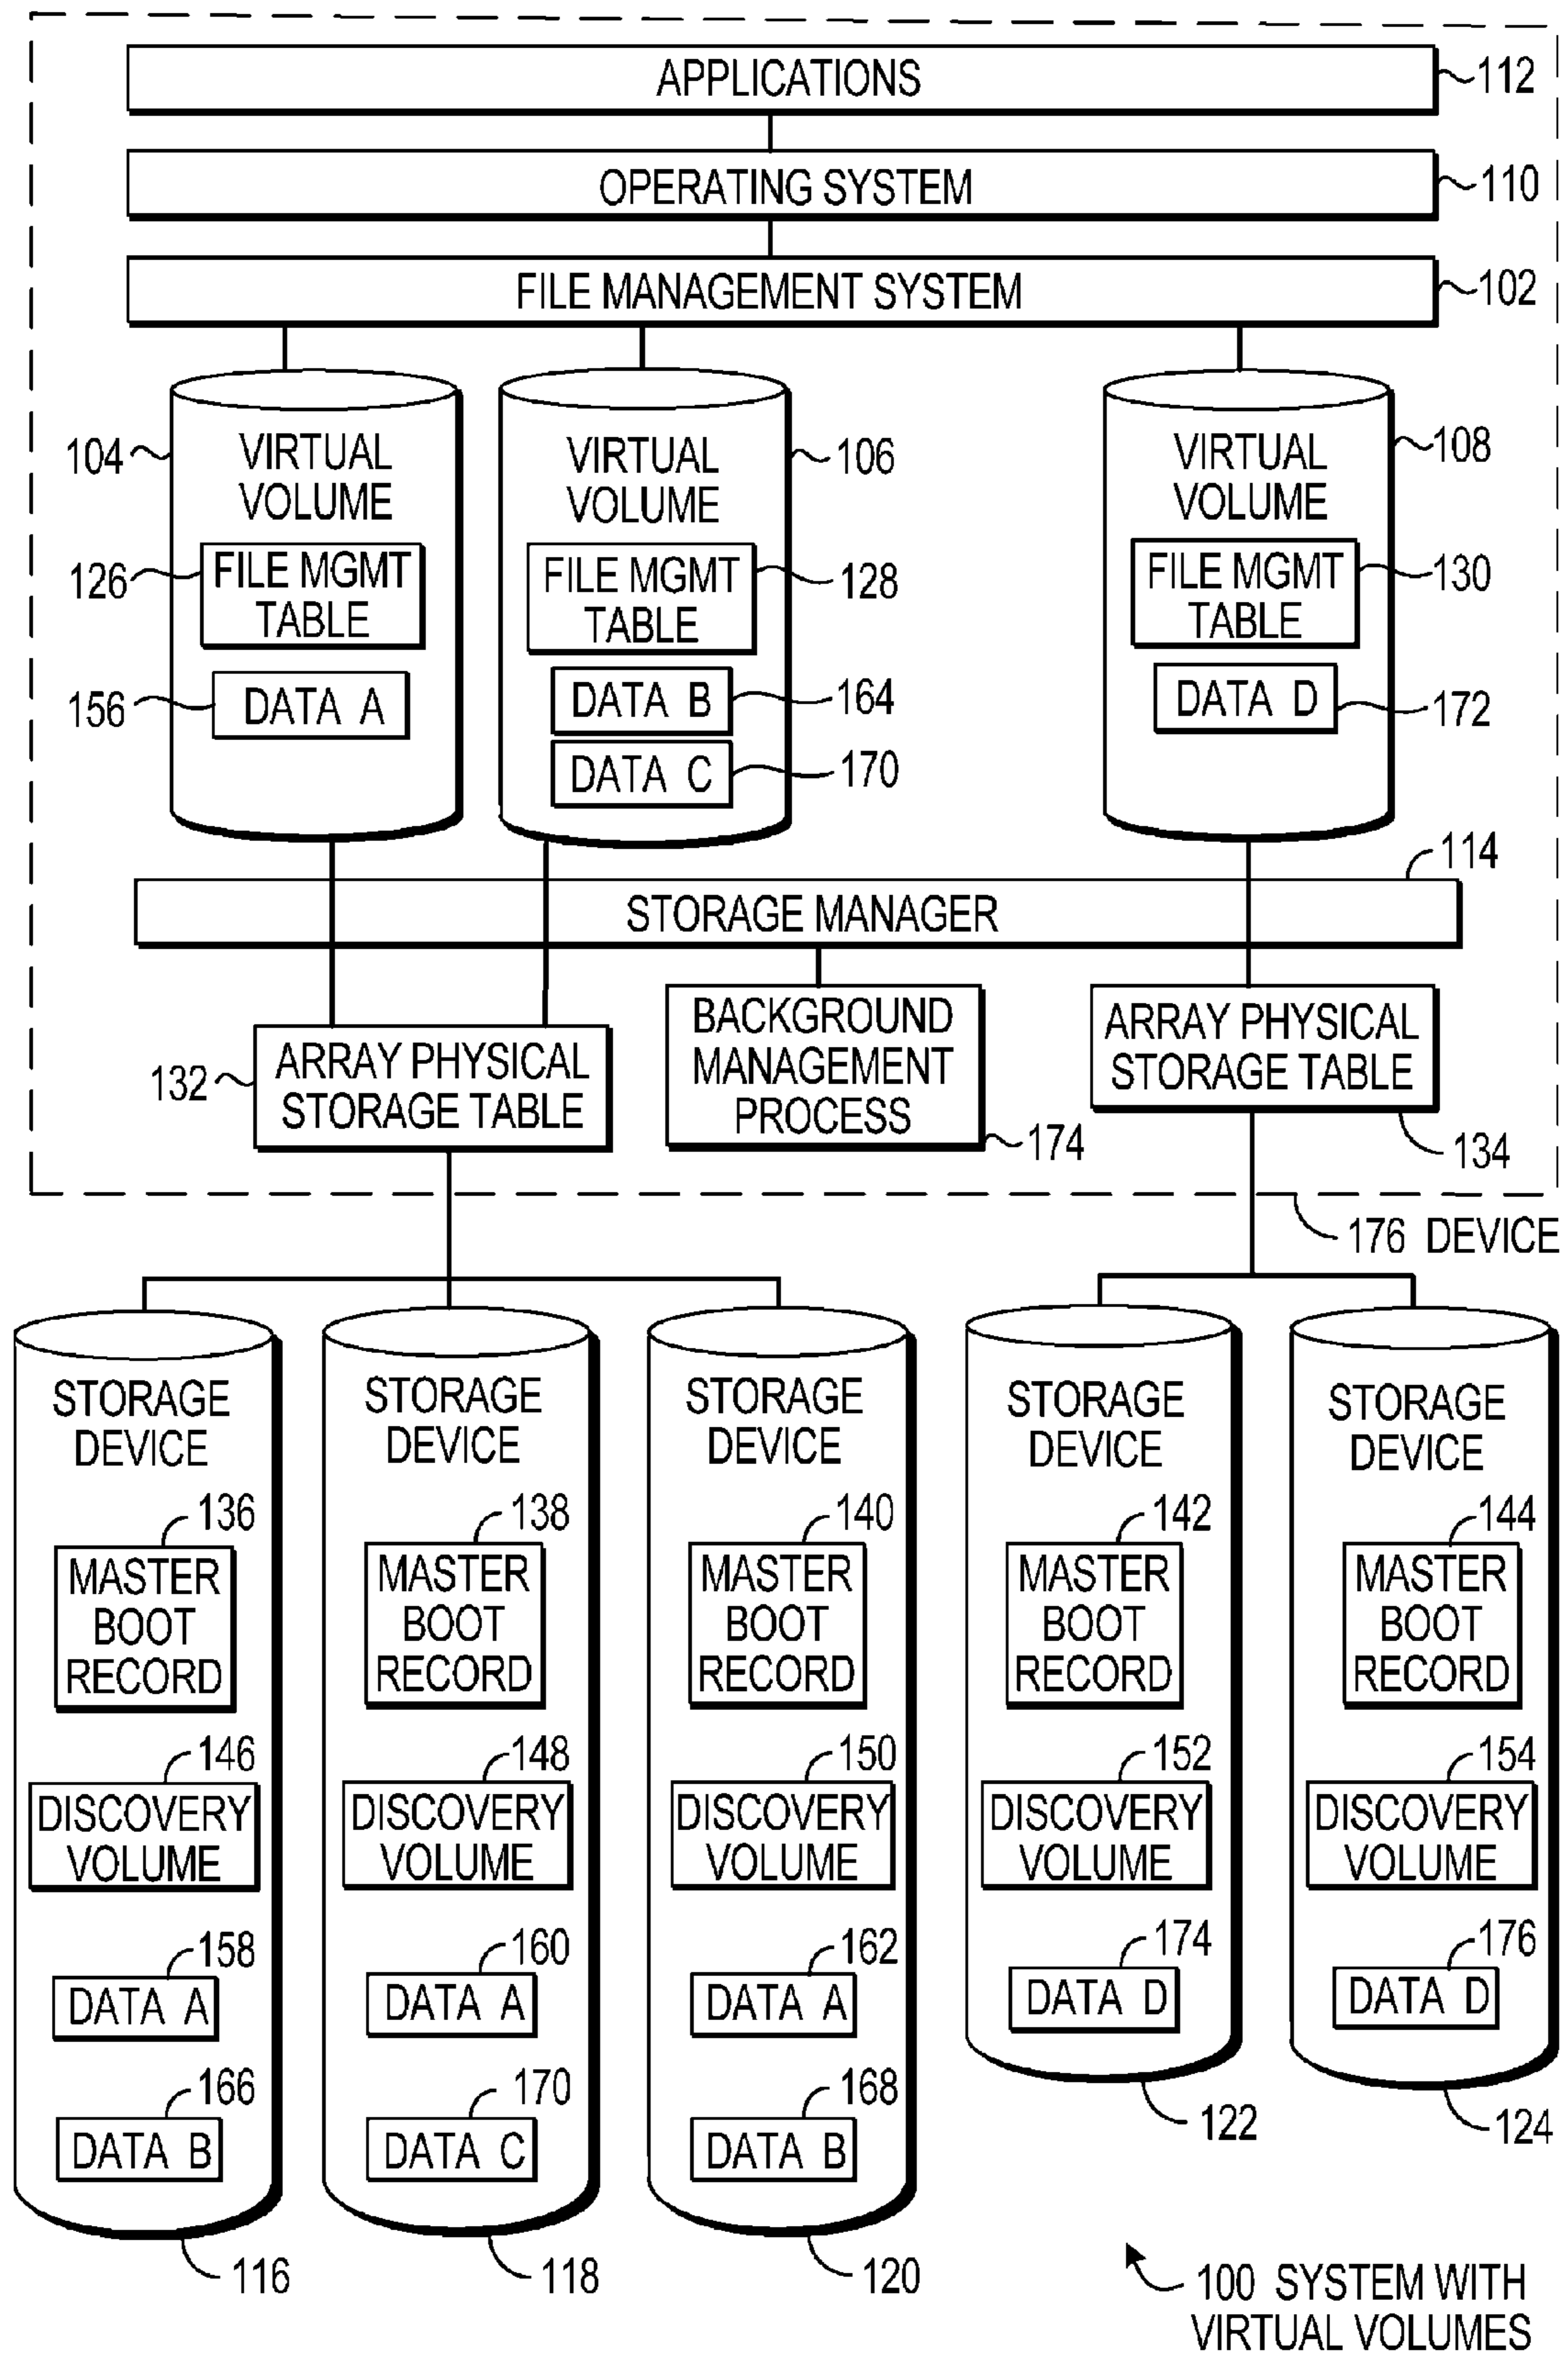 APPLICATIONS
112
OPERATING SYSTEM
110
FILE MANAGEMENT SYSTEM
102
104
VIRTUAL
VOLUME
126
FILE MGMT
TABLE
156
DATA A
VIRTUAL
VOLUME
106
FILE MGMT
TABLE
128
DATA B
164
DATA C
170
VIRTUAL
VOLUME
108
FILE MGMT
TABLE
130
DATA D
172
114
STORAGE MANAGER
132
ARRAY PHYSICAL
STORAGE TABLE
BACKGROUND
MANAGEMENT
PROCESS
174
ARRAY PHYSICAL
STORAGE TABLE
134
176 DEVICE
STORAGE
DEVICE
136
MASTER
BOOT
RECORD
146
DISCOVERY
VOLUME
158
DATA A
166
DATA B
116
STORAGE
DEVICE
138
MASTER
BOOT
RECORD
148
DISCOVERY
VOLUME
160
DATA A
170
DATA C
118
STORAGE
DEVICE
140
MASTER
BOOT
RECORD
150
DISCOVERY
VOLUME
162
DATA A
168
DATA B
120
STORAGE
DEVICE
142
MASTER
BOOT
RECORD
152
DISCOVERY
VOLUME
174
DATA D
122
STORAGE
DEVICE
144
MASTER
BOOT
RECORD
154
DISCOVERY
VOLUME
176
DATA D
124
100 SYSTEM WITH
VIRTUAL VOLUMES